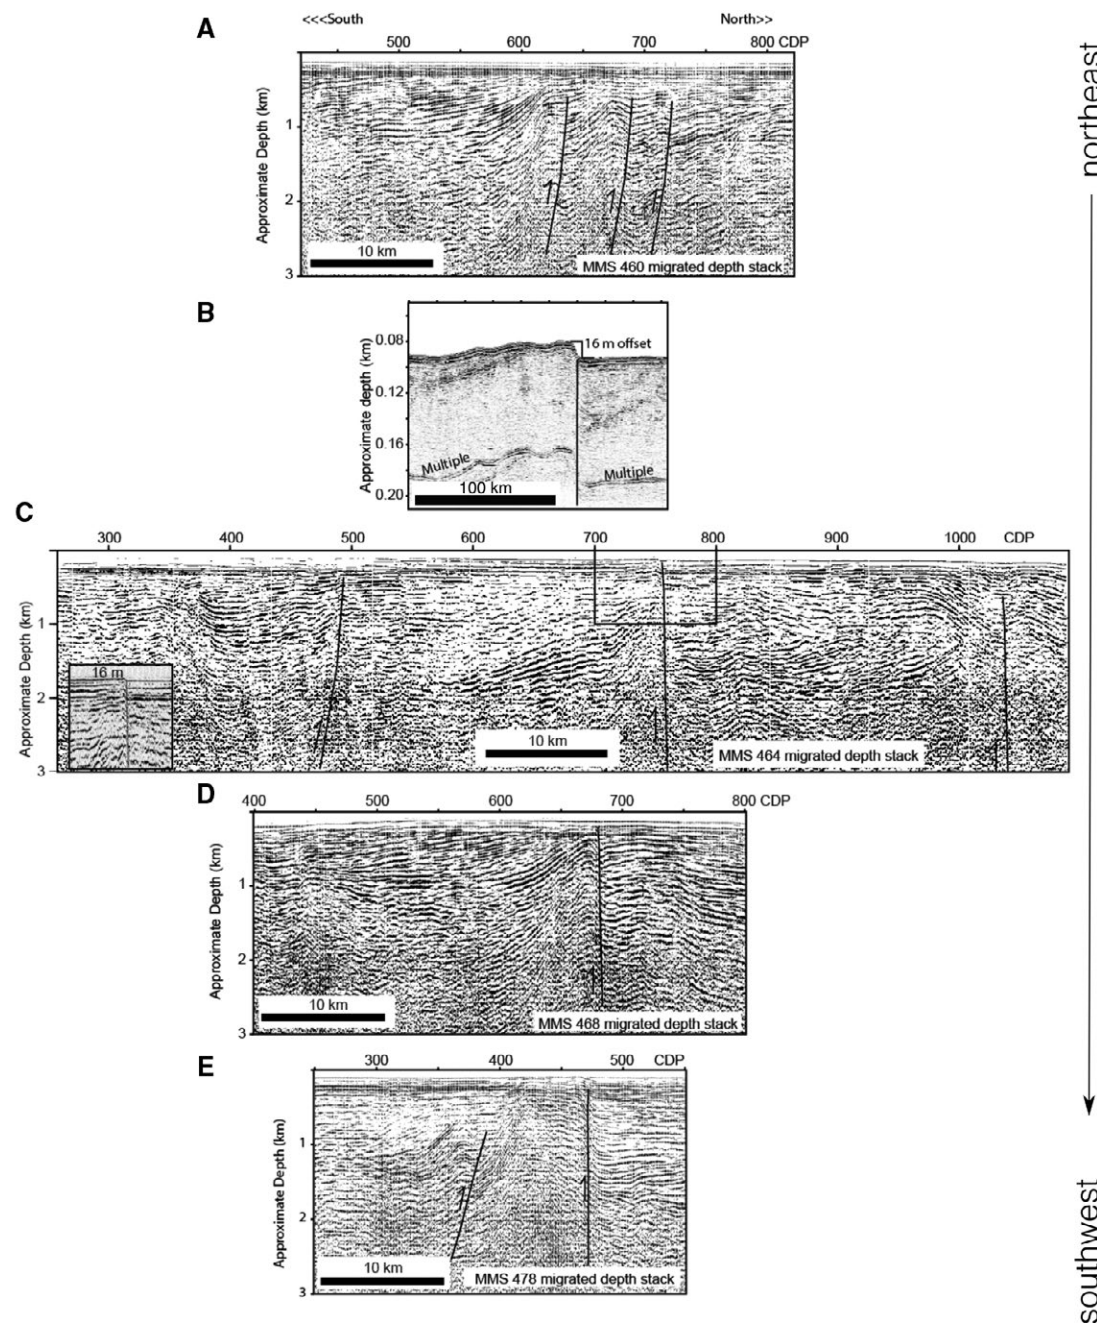 A
<<<South
North>>
500
600
700
800 CDP
Approximate Depth (km)
1
2
3
10 km
MMS 460 migrated depth stack
B
Approximate depth (km)
0.08
0.12
0.16
0.20
16 m offset
Multiple
Multiple
100 km
C
300
400
500
600
700
800
900
1000
CDP
Approximate Depth (km)
1
2
3
16 m
10 km
MMS 464 migrated depth stack
D
400
500
600
700
800 CDP
Approximate Depth (km)
1
2
3
10 km
MMS 468 migrated depth stack
E
300
400
500
CDP
Approximate Depth (km)
1
2
3
10 km
MMS 478 migrated depth stack
northeast
southwest